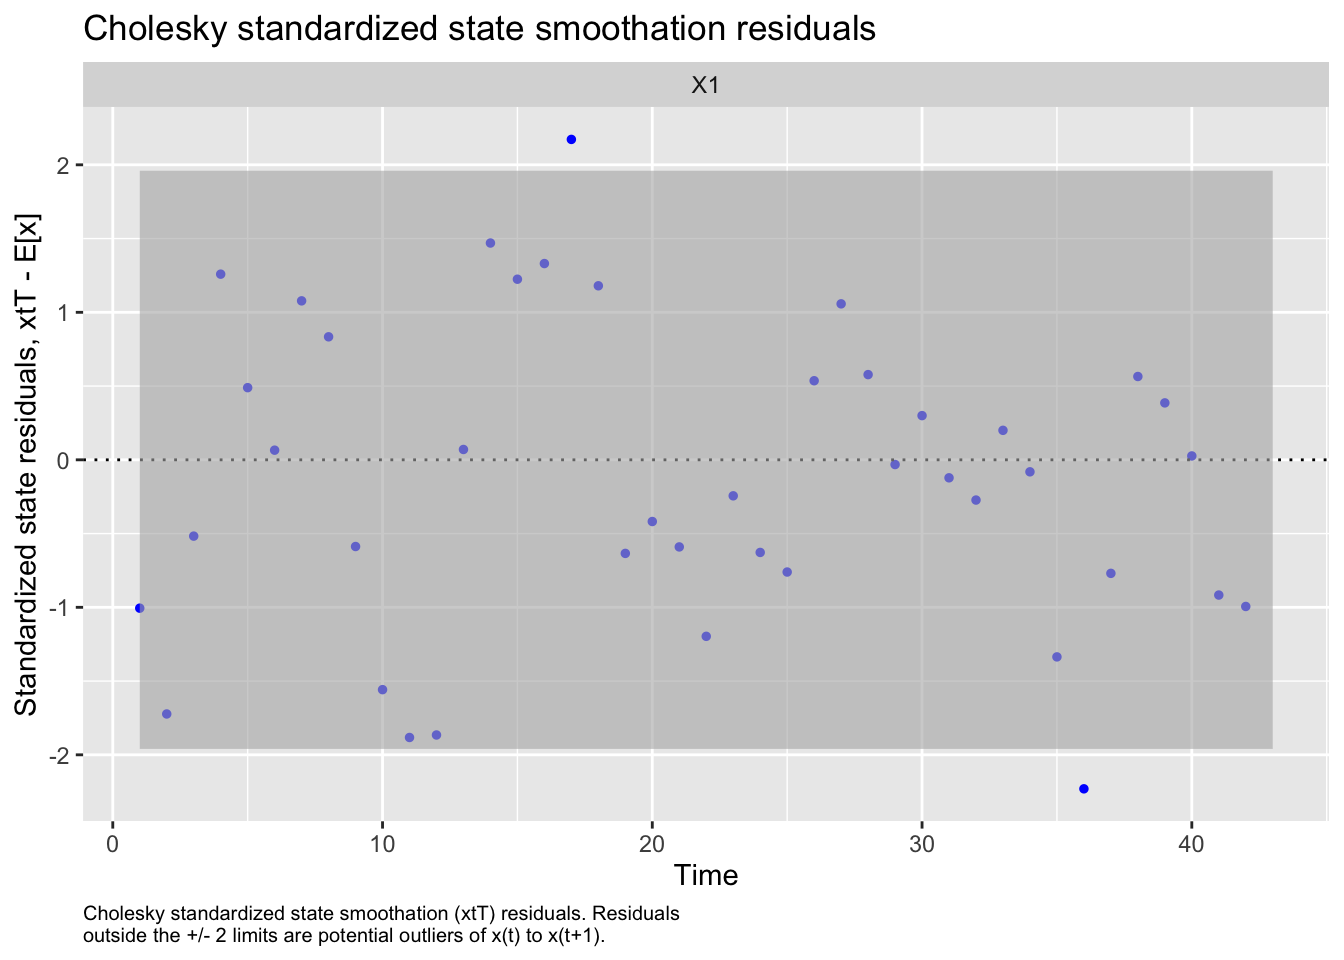 Cholesky standardized state smoothation residuals
X1
Standardized state residuals, xtT - E[x]
2
1
0
-1
-2
0
10
20
30
40
Time
Cholesky standardized state smoothation (xtT) residuals. Residuals
outside the +/- 2 limits are potential outliers of x(t) to x(t+1).